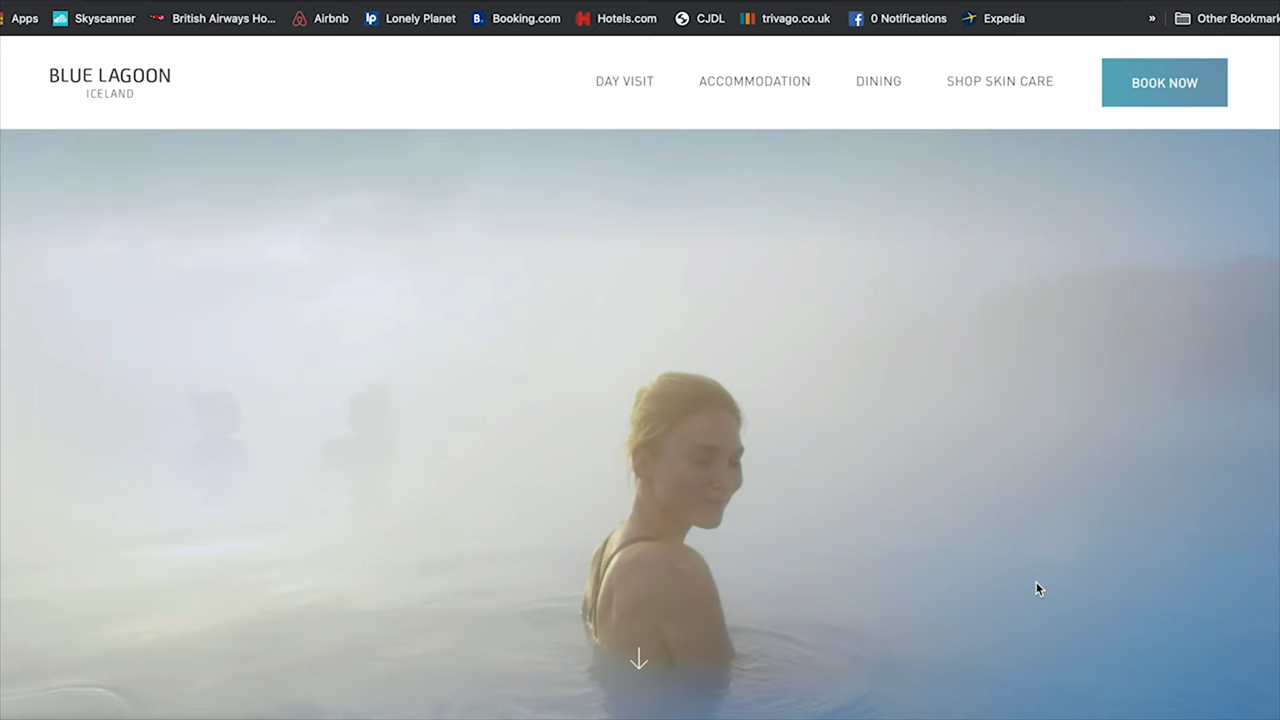 Apps Skyscanner British Airways Ho... Airbnb Lonely Planet Booking.com Hotels.com CJDL trivago.co.uk 0 Notifications Expedia » Other Bookmark
BLUE LAGOON
ICELAND
DAY VISIT ACCOMMODATION DINING SHOP SKIN CARE BOOK NOW